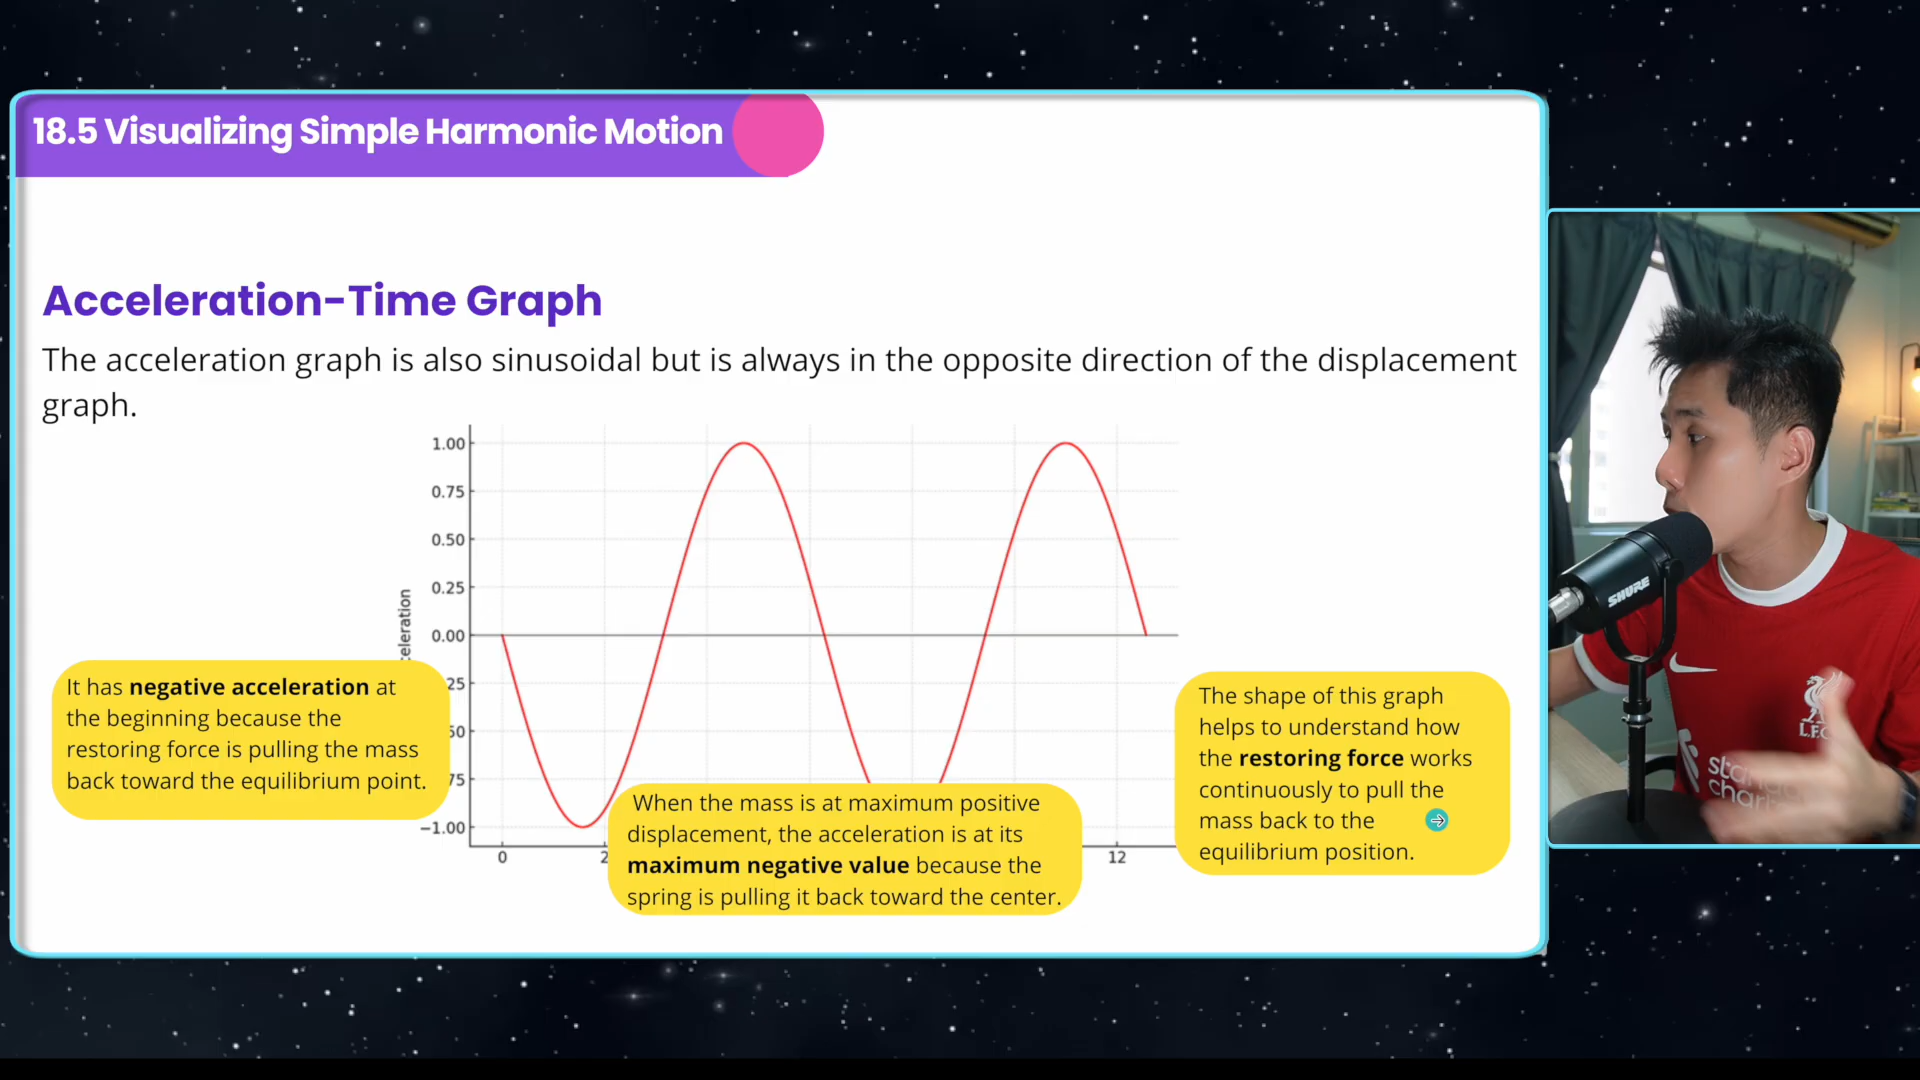 18.5 Visualizing Simple Harmonic Motion
Acceleration-Time Graph
The acceleration graph is also sinusoidal but is always in the opposite direction of the displacement
graph.
1.00
0.75
0.50
0.25
0.00
25
50
75
−1.00
celeration
0
2
12
It has negative acceleration at
the beginning because the
restoring force is pulling the mass
back toward the equilibrium point.
When the mass is at maximum positive
displacement, the acceleration is at its
maximum negative value because the
spring is pulling it back toward the center.
The shape of this graph
helps to understand how
the restoring force works
continuously to pull the
mass back to the
equilibrium position.
SHURE
L.F.C